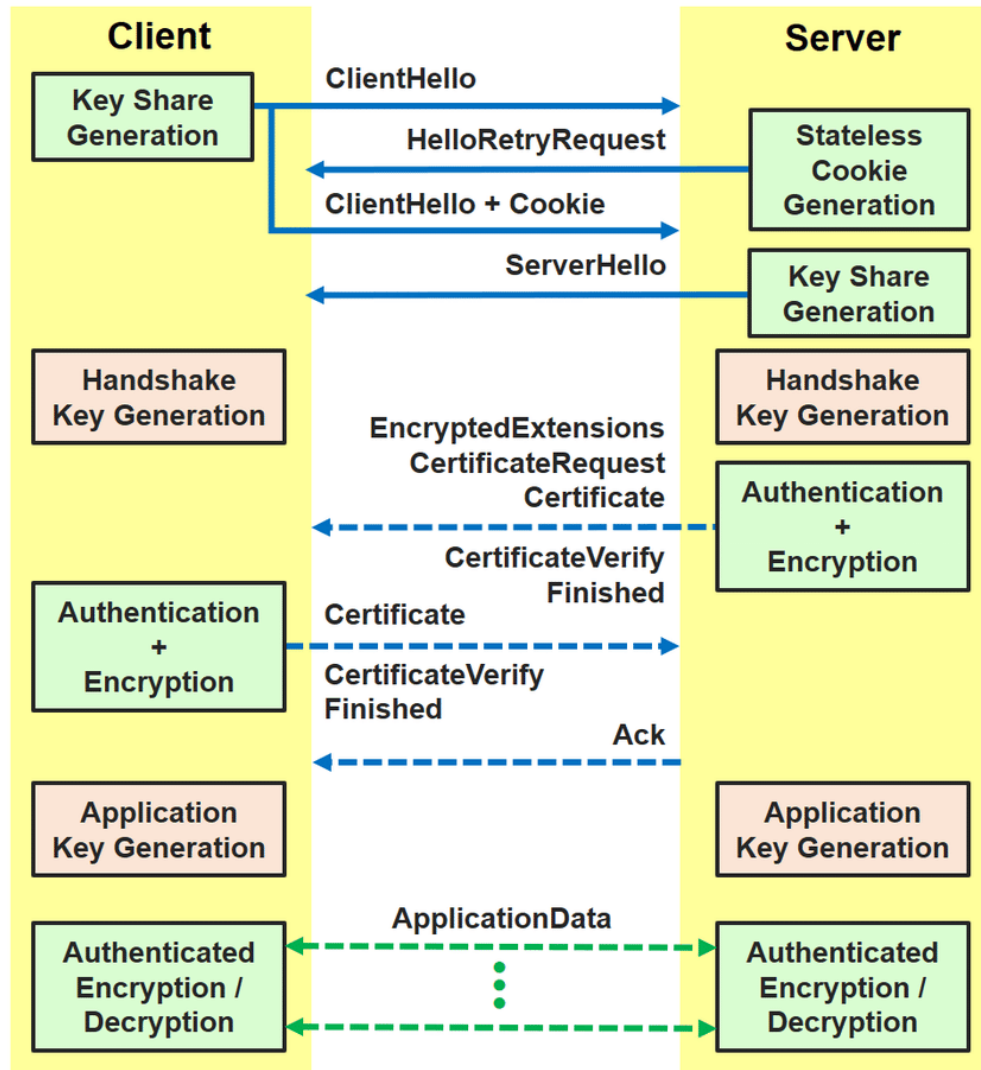 Client
Server
Key Share
Generation
ClientHello
HelloRetryRequest
Stateless
Cookie
Generation
ClientHello + Cookie
ServerHello
Key Share
Generation
Handshake
Key Generation
Handshake
Key Generation
EncryptedExtensions
CertificateRequest
Certificate
Authentication
+
Encryption
CertificateVerify
Finished
Authentication
+
Encryption
Certificate
CertificateVerify
Finished
Ack
Application
Key Generation
Application
Key Generation
ApplicationData
Authenticated
Encryption /
Decryption
Authenticated
Encryption /
Decryption